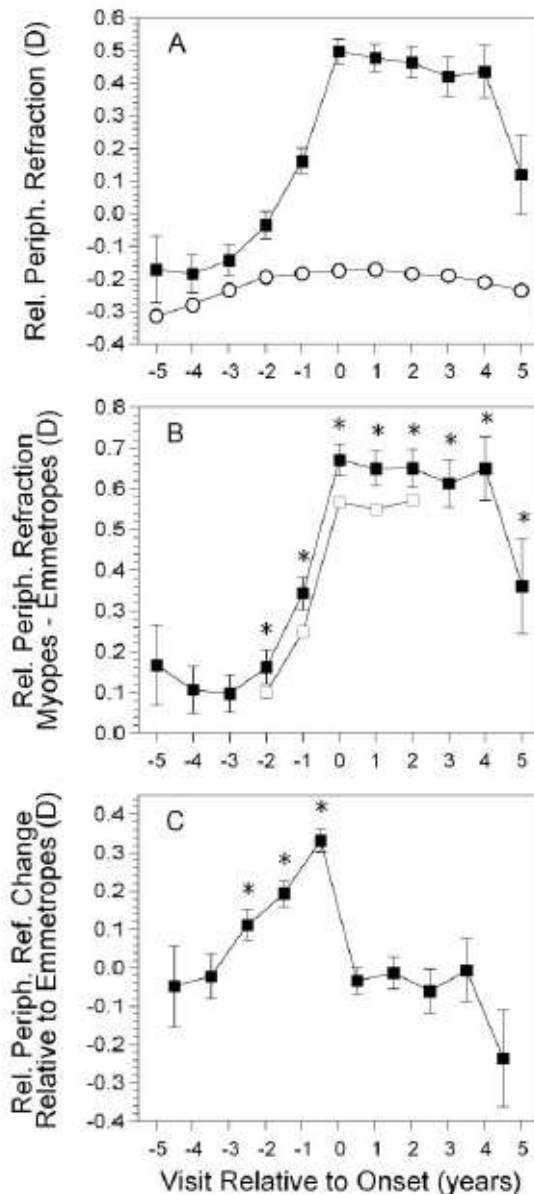 A
Rel. Periph. Refraction (D)
0.6
0.5
0.4
0.3
0.2
0.1
0.0
-0.1
-0.2
-0.3
-0.4
-5 -4 -3 -2 -1 0 1 2 3 4 5
B
Rel. Periph. Refraction
Myopes - Emmetropes (D)
0.8
0.7
0.6
0.5
0.4
0.3
0.2
0.1
0.0
* * * * * * * *
-5 -4 -3 -2 -1 0 1 2 3 4 5
C
Rel. Periph. Ref. Change
Relative to Emmetropes (D)
0.4
0.3
0.2
0.1
0.0
-0.1
-0.2
-0.3
-0.4
* * *
-5 -4 -3 -2 -1 0 1 2 3 4 5
Visit Relative to Onset (years)